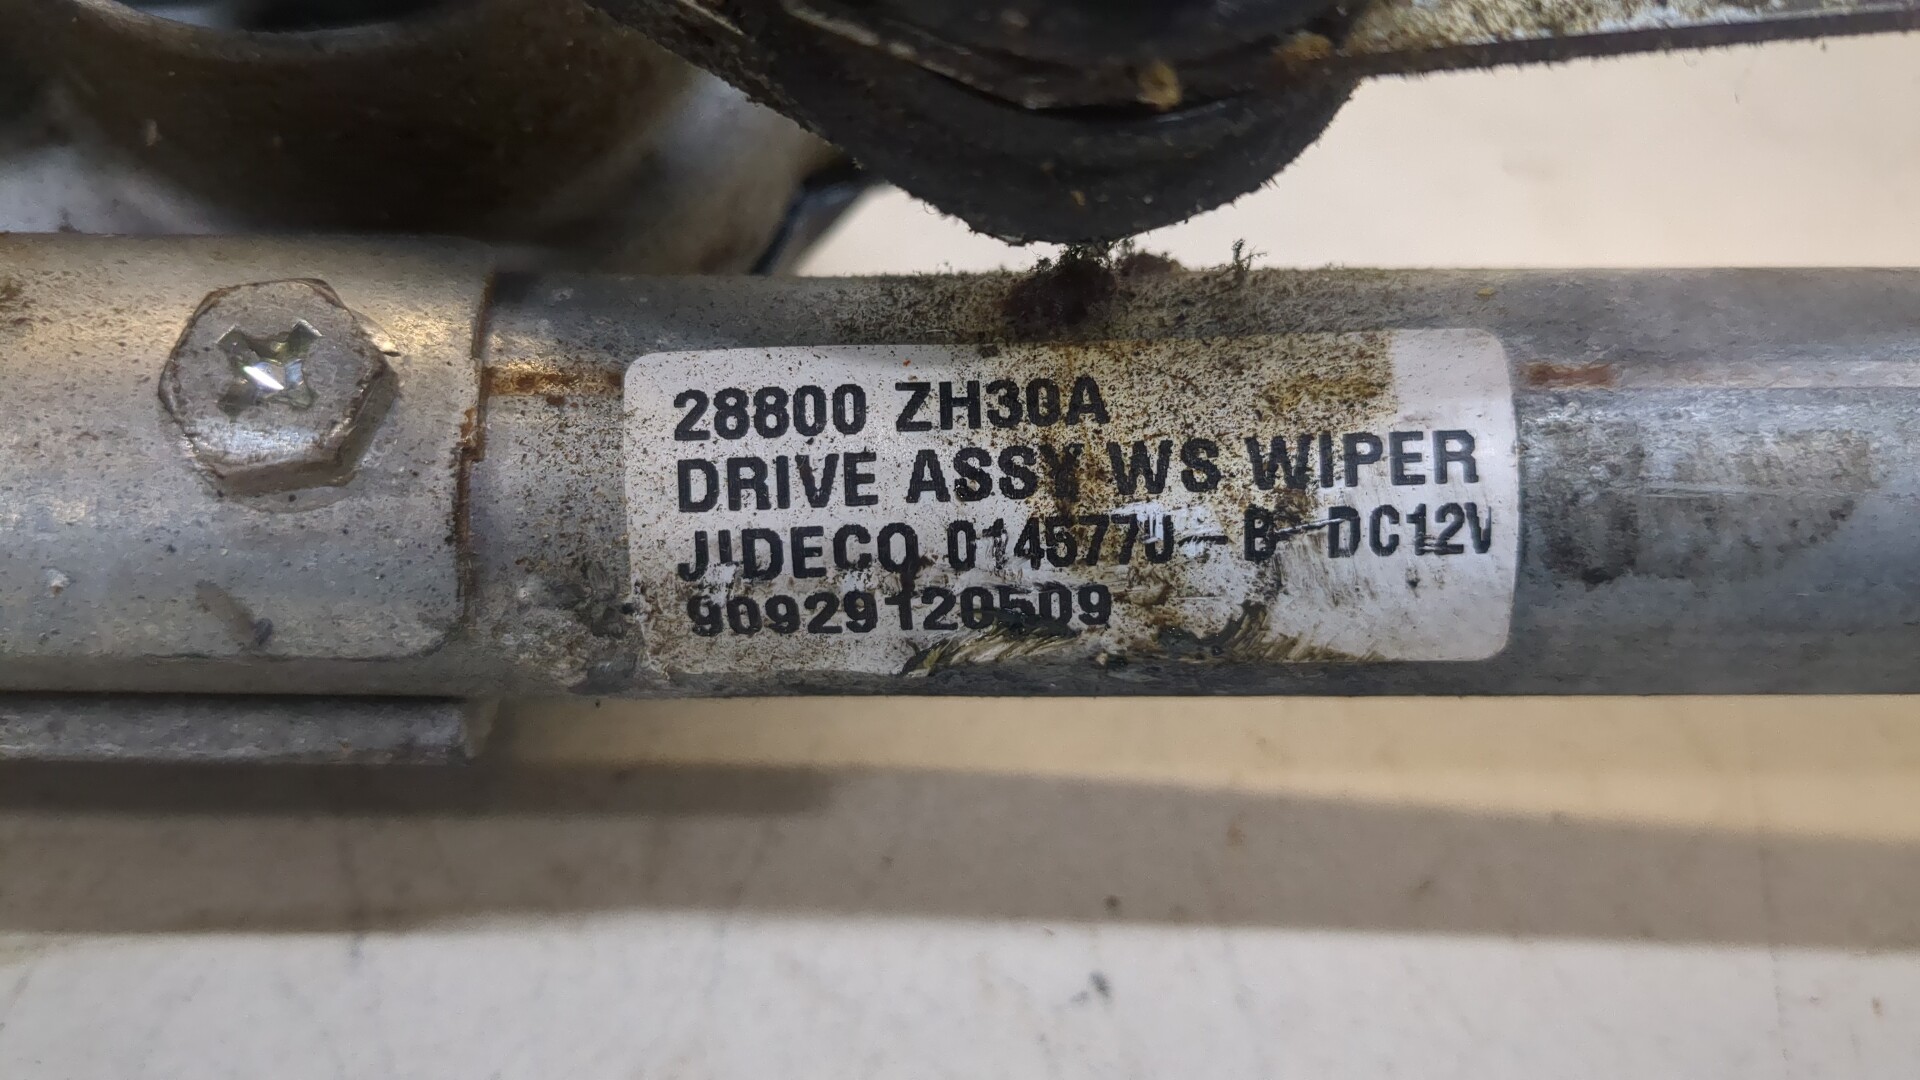 28800 ZH30A
DRIVE ASSY WS WIPER
JIDECO 014577J-B DC12V
90929120509